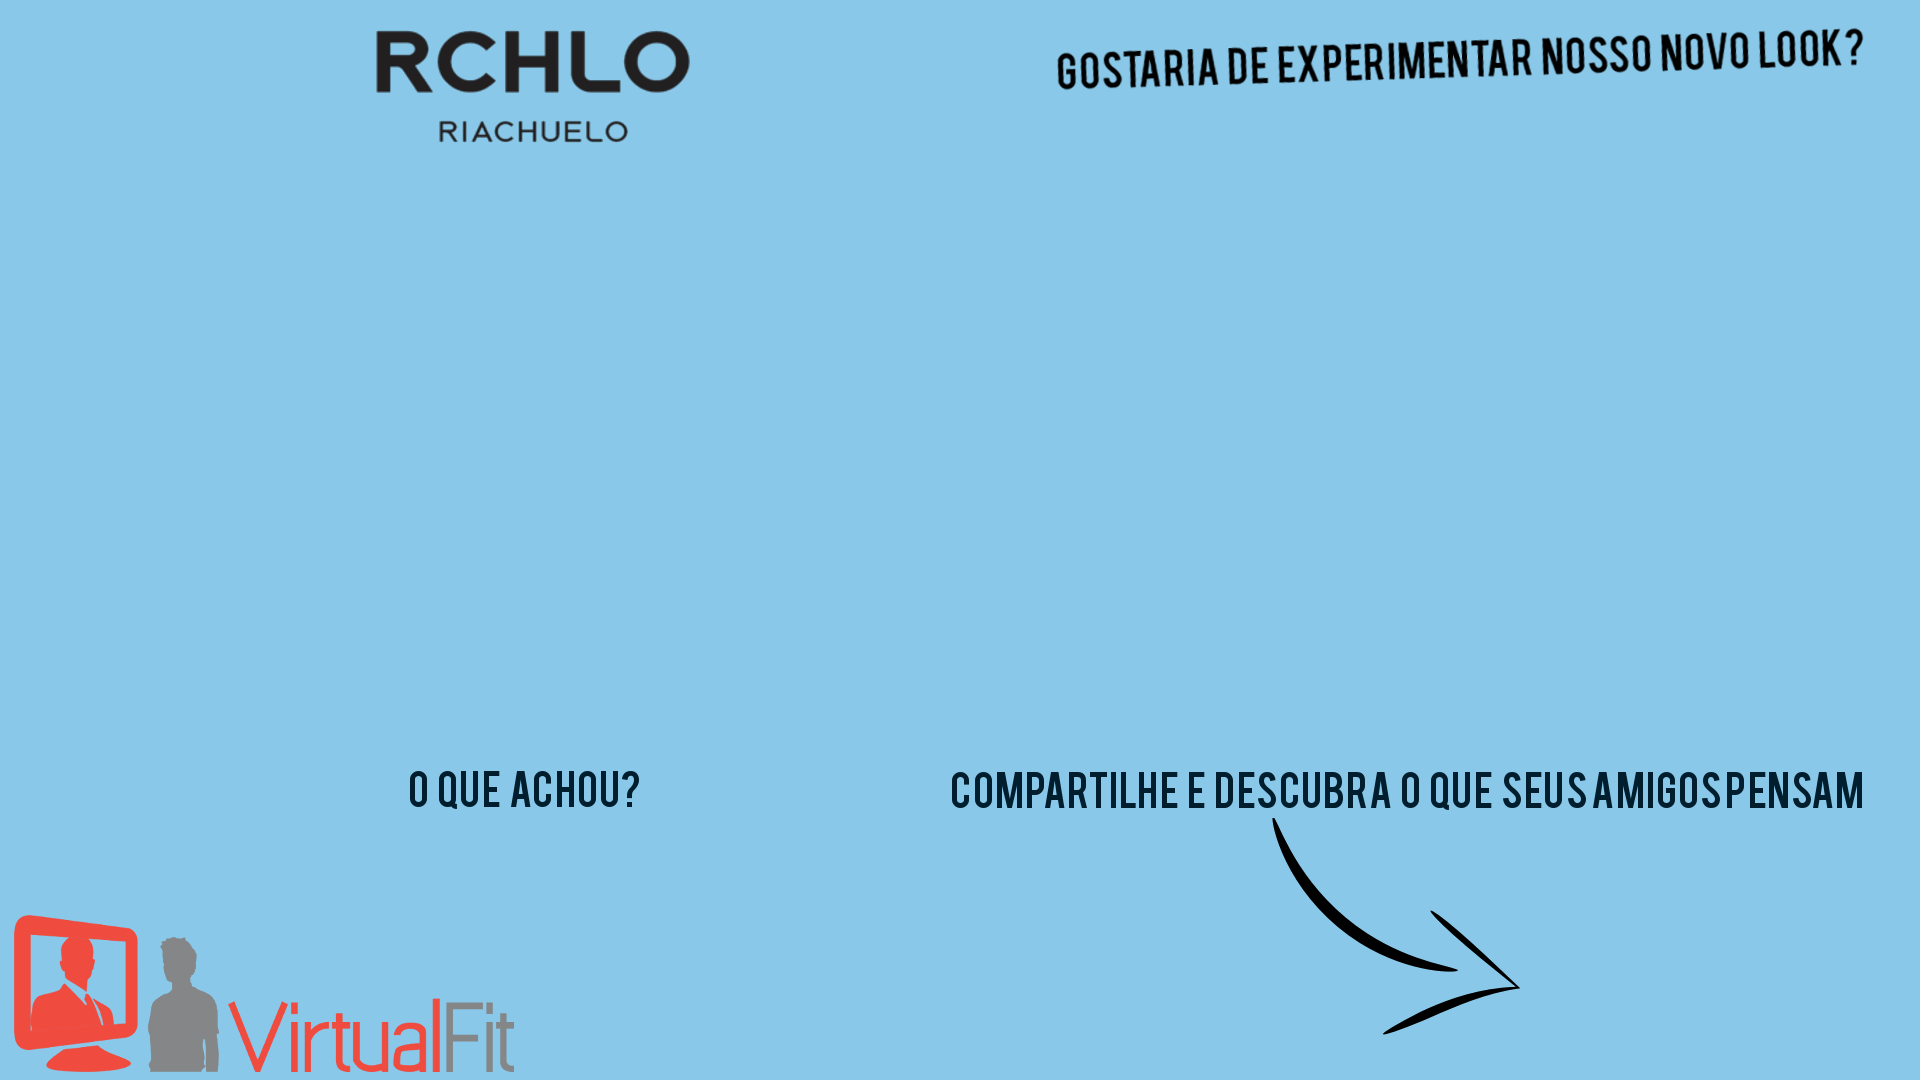 RCHLO
RIACHUELO
GOSTARIA DE EXPERIMENTAR NOSSO NOVO LOOK?
O QUE ACHOU?
COMPARTILHE E DESCUBRA O QUE SEUS AMIGOS PENSAM
VirtualFit